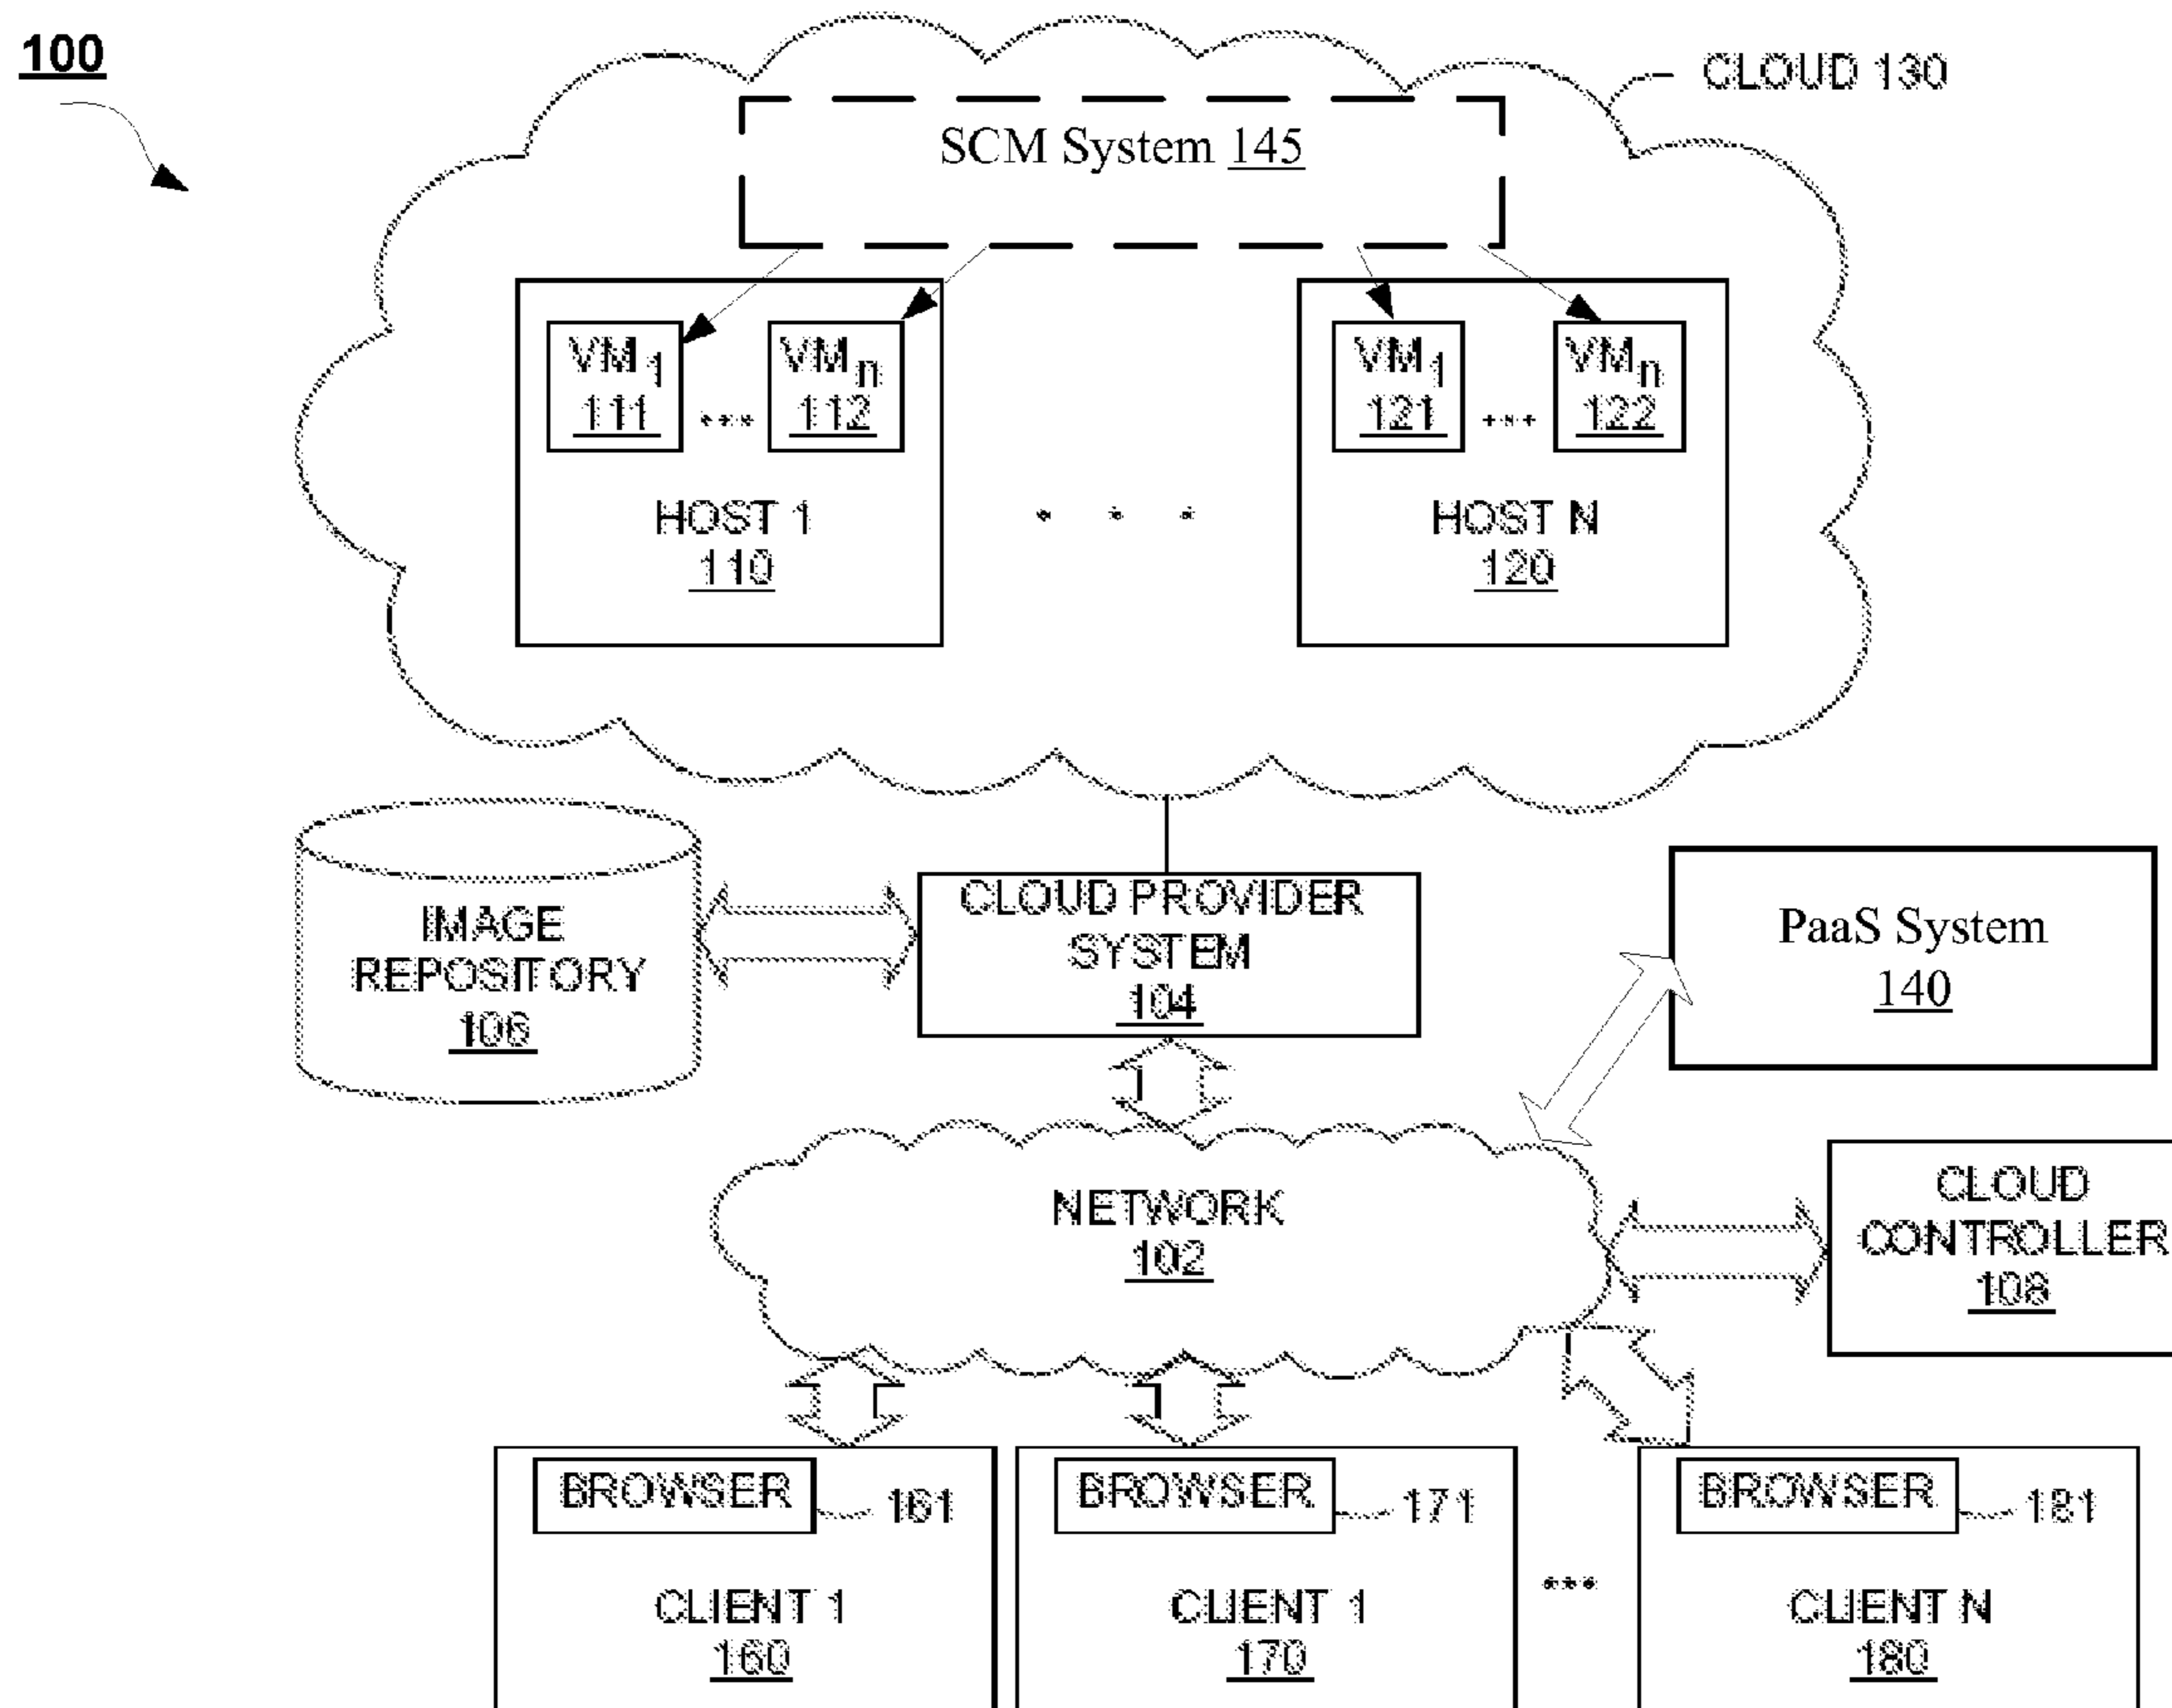 100
CLOUD 130
SCM System 145
VM1
111
...
VMn
112
VM1
121
...
VMn
122
HOST 1
110
. . .
HOST N
120
IMAGE
REPOSITORY
106
CLOUD PROVIDER
SYSTEM
104
PaaS System
140
NETWORK
102
CLOUD
CONTROLLER
108
BROWSER
161
CLIENT 1
160
BROWSER
171
CLIENT 1
170
...
BROWSER
181
CLIENT N
180